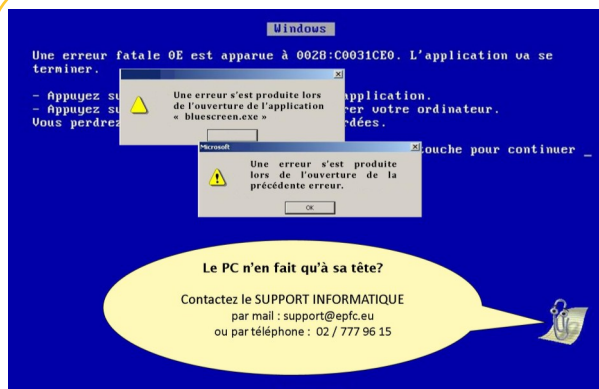 Windows
Une erreur fatale 0E est apparue à 0028:C0031CE0. L'application va se
terminer.
- Appuyez su
pplication.
- Appuyez su
rer votre ordinateur.
Vous perdrez
rdées.
touche pour continuer _
Une erreur s'est produite lors
de l'ouverture de l'application
« bluescreen.exe »
Microsoft
Une erreur s'est produite
lors de l'ouverture de la
précédente erreur.
OK
Le PC n'en fait qu'à sa tête?
Contactez le SUPPORT INFORMATIQUE
par mail : support@epfc.eu
ou par téléphone : 02 / 777 96 15